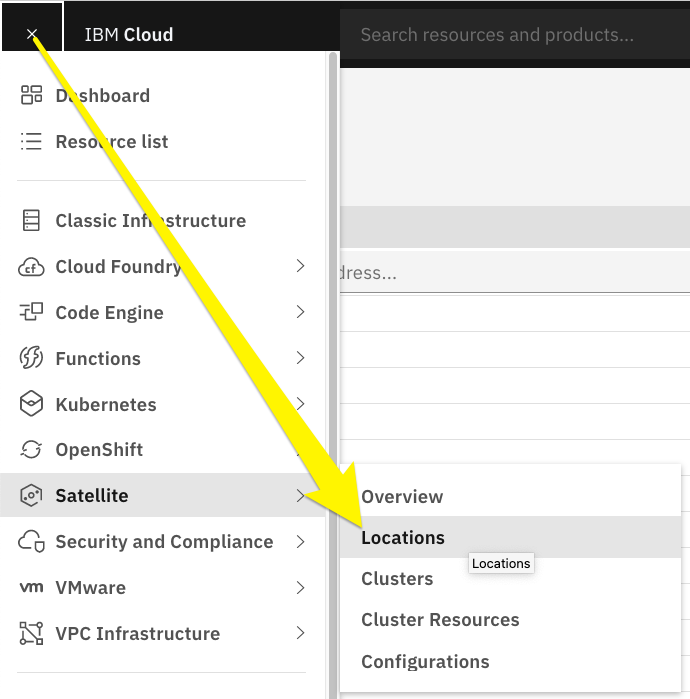 IBM Cloud
Search resources and products...
Dashboard
Resource list
Classic Infrastructure
Cloud Foundry
dress...
Code Engine
Functions
Kubernetes
OpenShift
Satellite
Overview
Locations
Locations
Clusters
Cluster Resources
Configurations
Security and Compliance
vm VMware
VPC Infrastructure